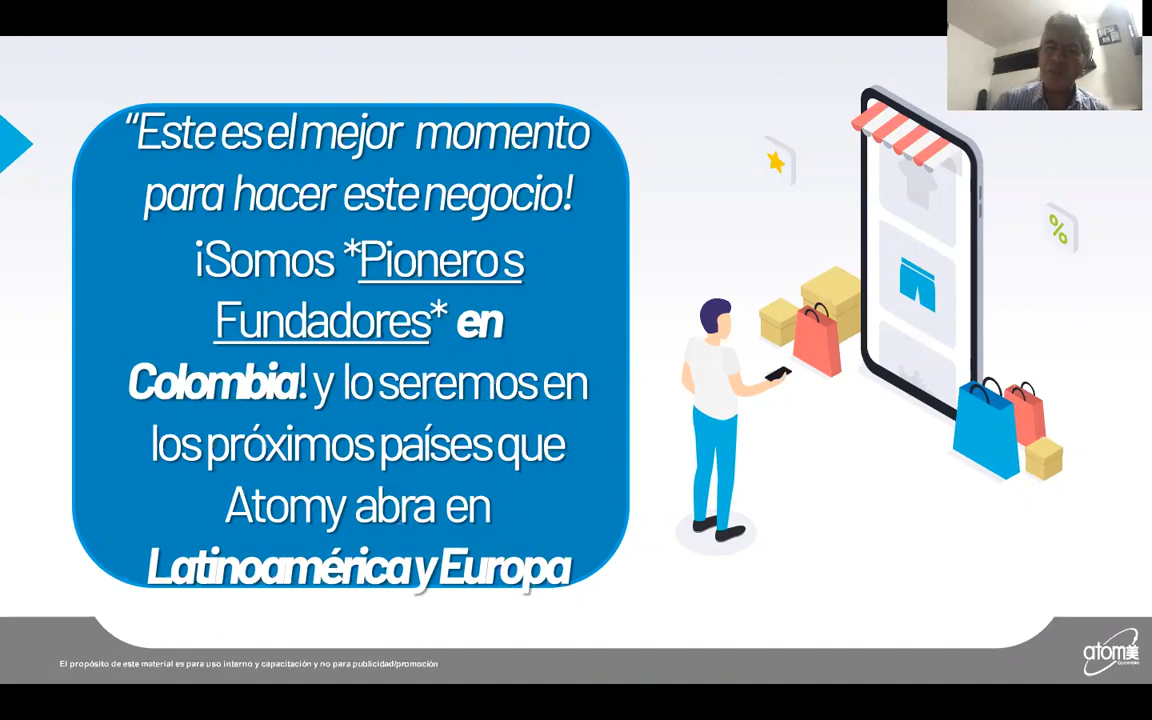 “Este es el mejor momento
para hacer este negocio!
¡Somos *Pioneros
Fundadores* en
Colombia! y lo seremos en
los próximos países que
Atomy abra en
Latinoamérica y Europa
%
El propósito de este material es para uso interno y capacitación y no para publicidad/promoción
atom美
Colombia